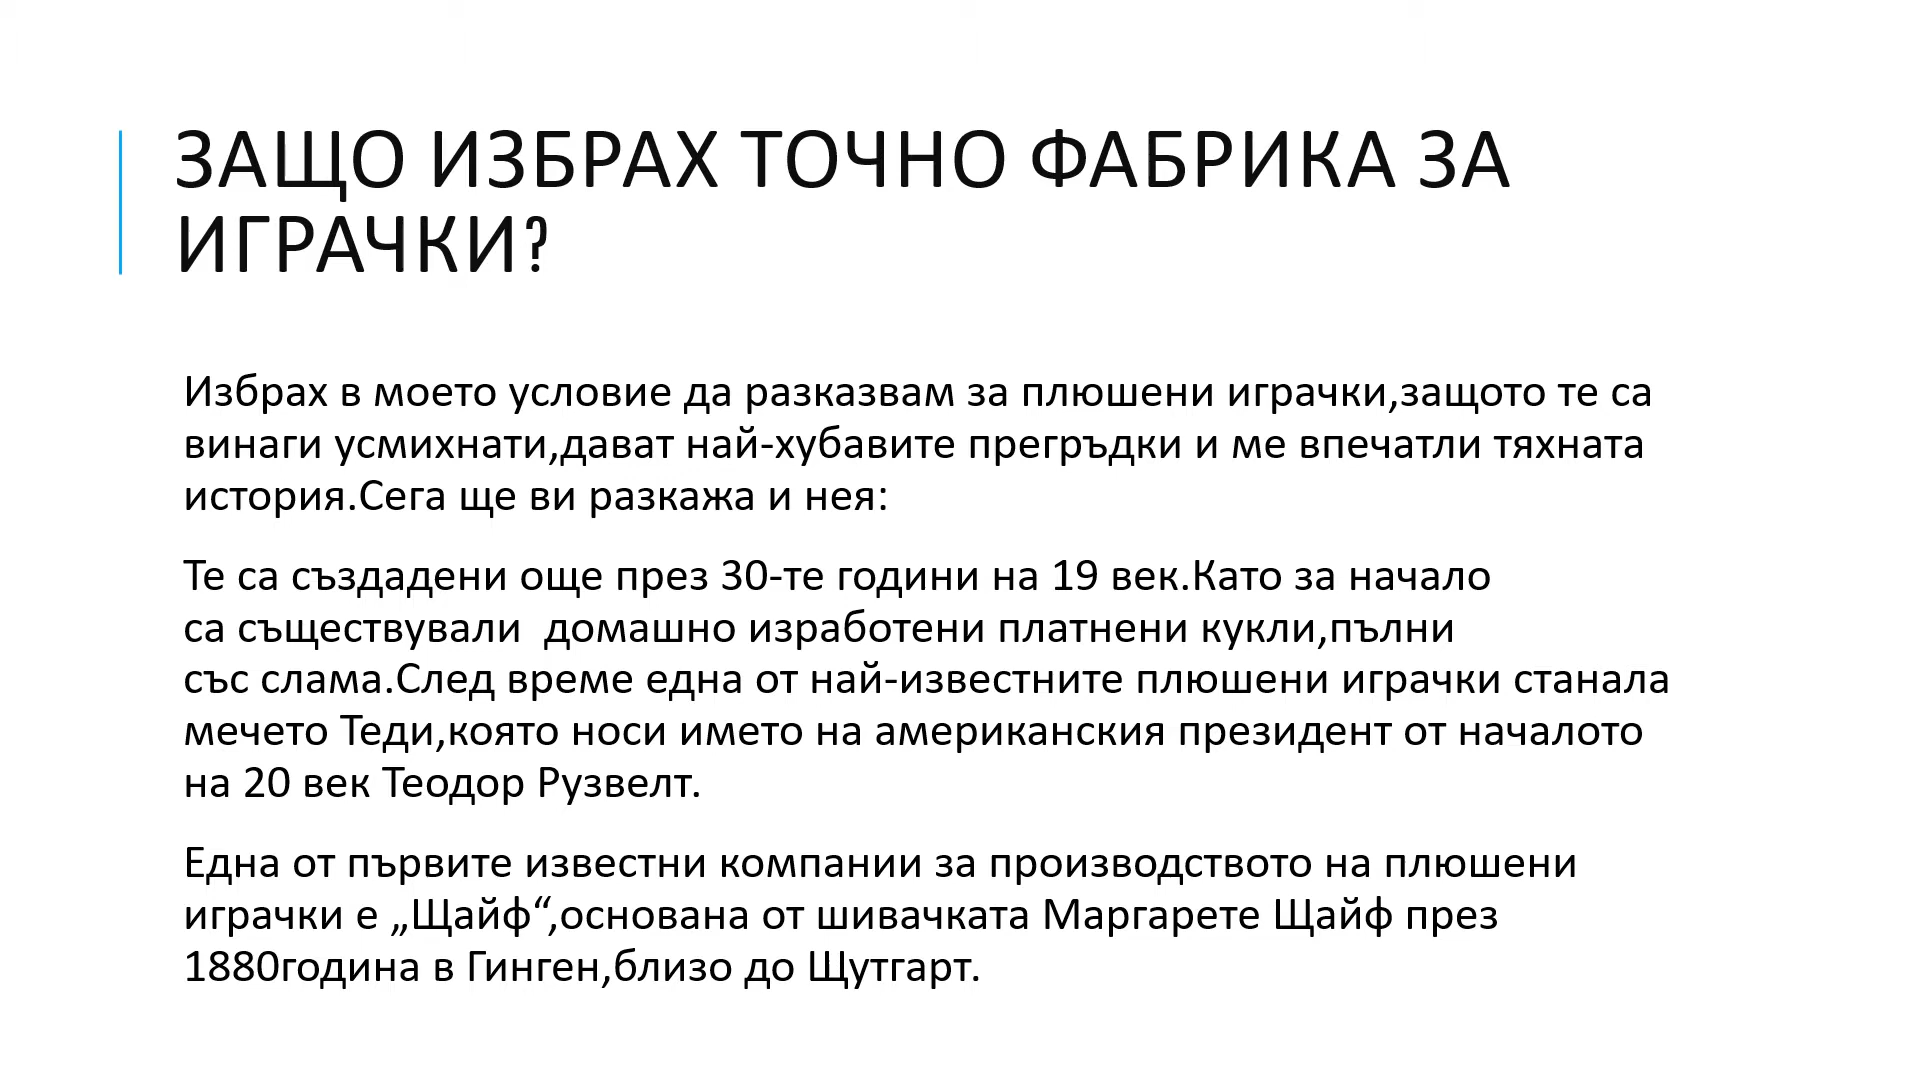 ЗАЩО ИЗБРАХ ТОЧНО ФАБРИКА ЗА
ИГРАЧКИ?
Избрах в моето условие да разказвам за плюшени играчки,защото те са
винаги усмихнати,дават най-хубавите прегръдки и ме впечатли тяхната
история.Сега ще ви разкажа и нея:
Те са създадени още през 30-те години на 19 век.Като за начало
са съществували  домашно изработени платнени кукли,пълни
със слама.След време една от най-известните плюшени играчки станала
мечето Теди,която носи името на американския президент от началото
на 20 век Теодор Рузвелт.
Една от първите известни компании за производството на плюшени
играчки е „Щайф“,основана от шивачката Маргарете Щайф през
1880година в Гинген,близо до Щутгарт.